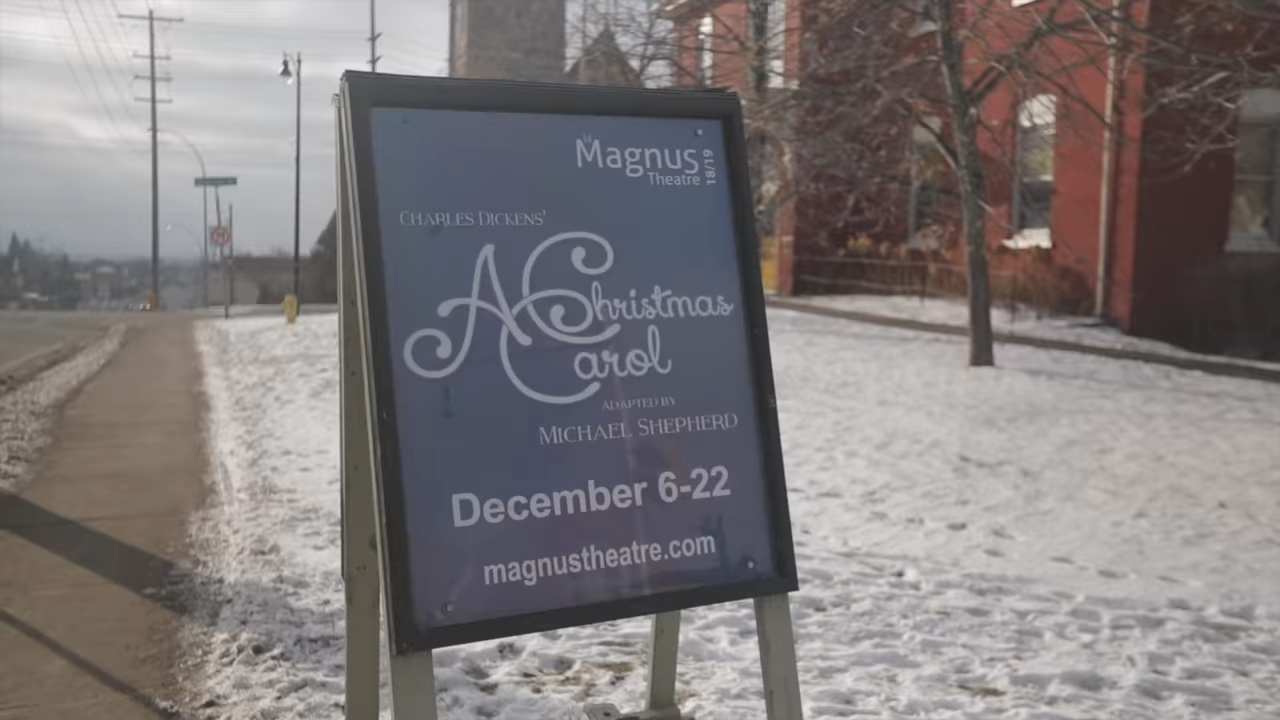 Magnus
Theatre
18/19
CHARLES DICKENS'
A Christmas
Carol
ADAPTED BY
MICHAEL SHEPHERD
December 6-22
magnustheatre.com